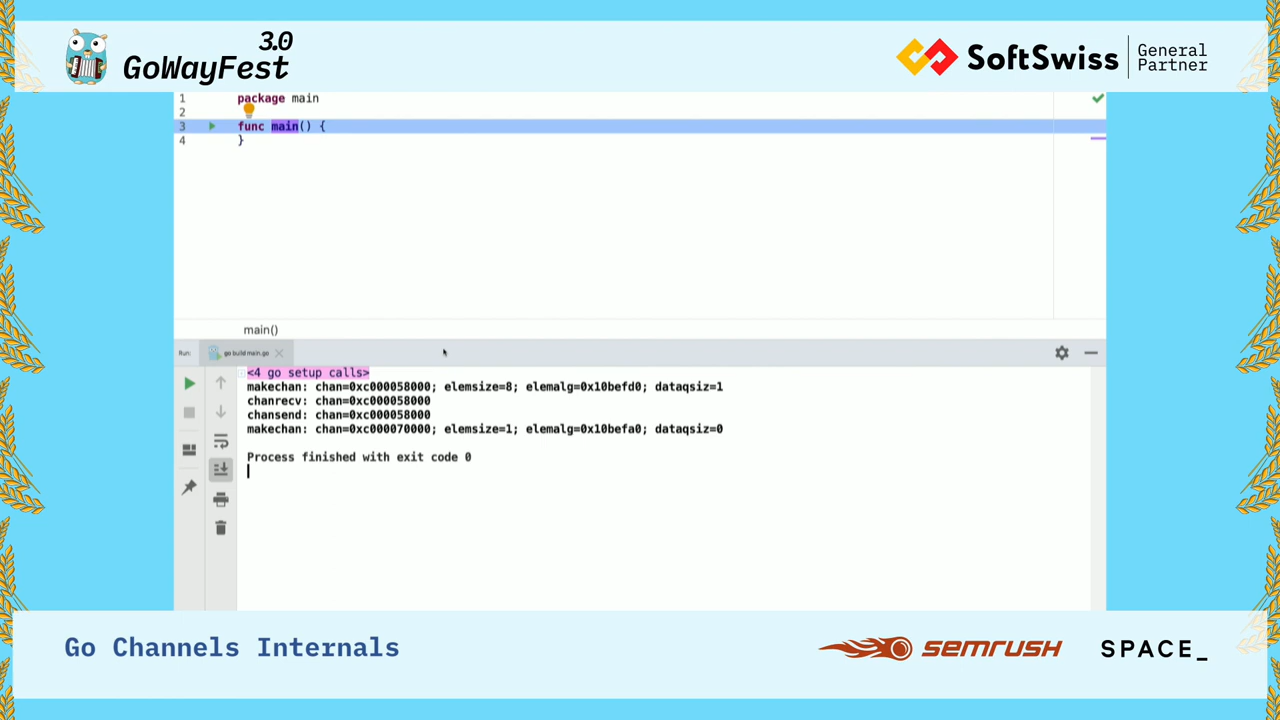 3.0
GoWayFest
SoftSwiss
General
Partner
1 package main
2
3 func main() {
4 }
main()
Run: go build main.go
<4 go setup calls>
makechan: chan=0xc000058000; elemsize=8; elemalg=0x10befd0; dataqsiz=1
chanrecv: chan=0xc000058000
chansend: chan=0xc000058000
makechan: chan=0xc000070000; elemsize=1; elemalg=0x10befa0; dataqsiz=0
Process finished with exit code 0
Go Channels Internals
semrush
SPACE_